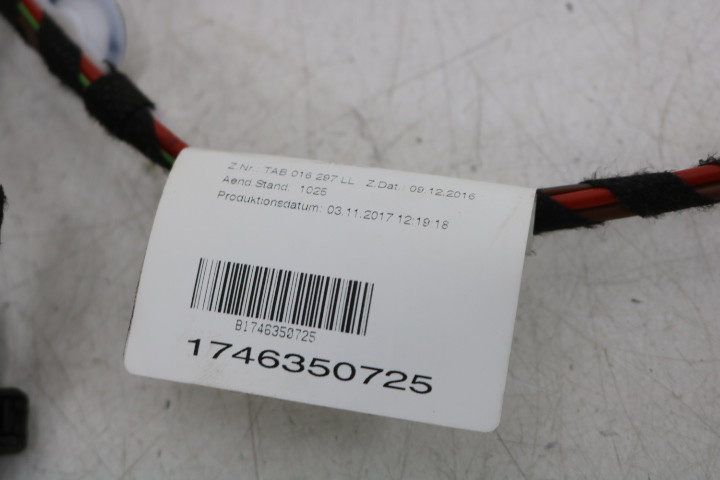 Z.Nr.: TAB 016 297 LL Z.Dat.: 09.12.2016
Aend.Stand: 1025
Produktionsdatum: 03.11.2017 12:19:18
B1746350725
1746350725